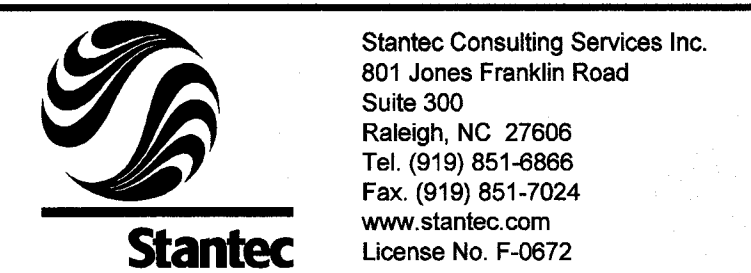 Stantec
Stantec Consulting Services Inc.
801 Jones Franklin Road
Suite 300
Raleigh, NC 27606
Tel. (919) 851-6866
Fax. (919) 851-7024
www.stantec.com
License No. F-0672